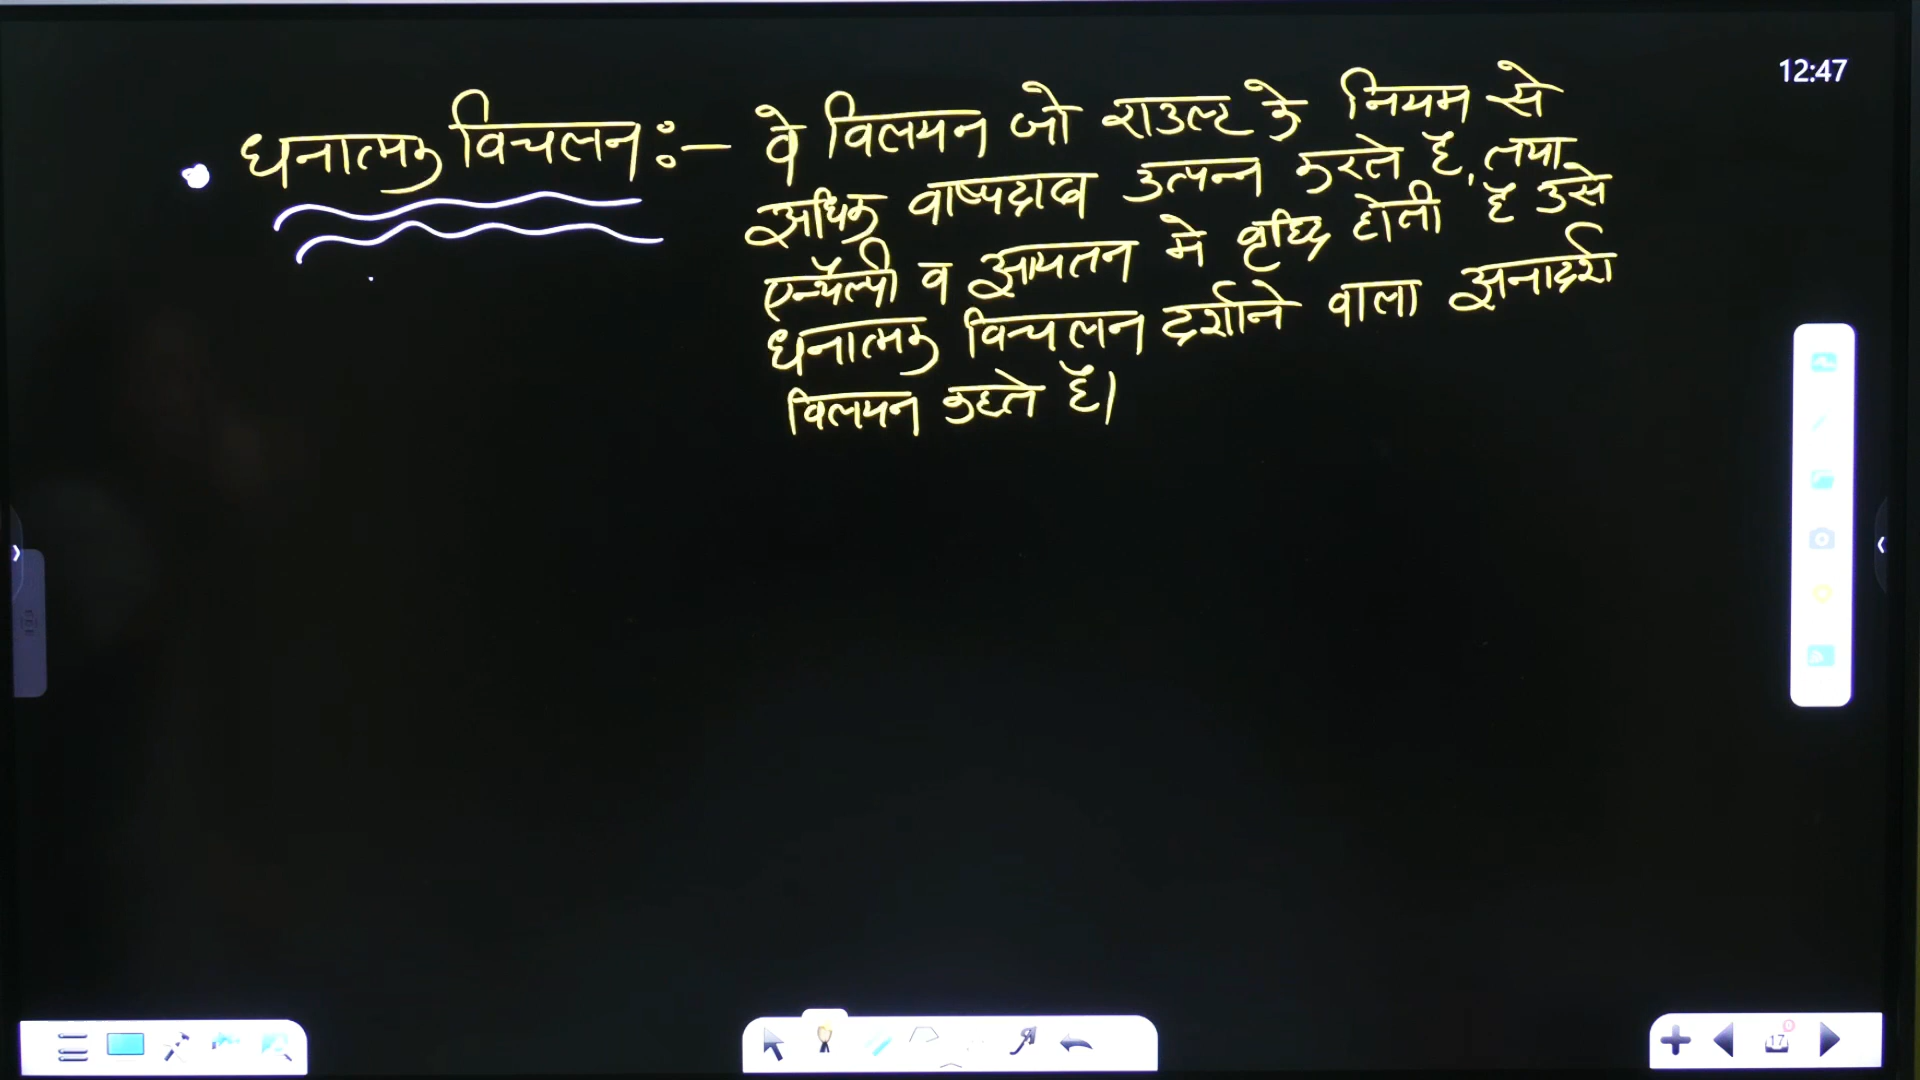 12:47
धनात्मक विचलन :- वे विलयन जो राउल्ट के नियम से
अधिक वाष्पदाब उत्पन्न करते हैं, तथा
एन्थैल्पी व आयतन मे वृद्धि होती हैं उसे
धनात्मक विचलन दर्शाने वाला अनादर्श
विलयन कहते हैं।
17